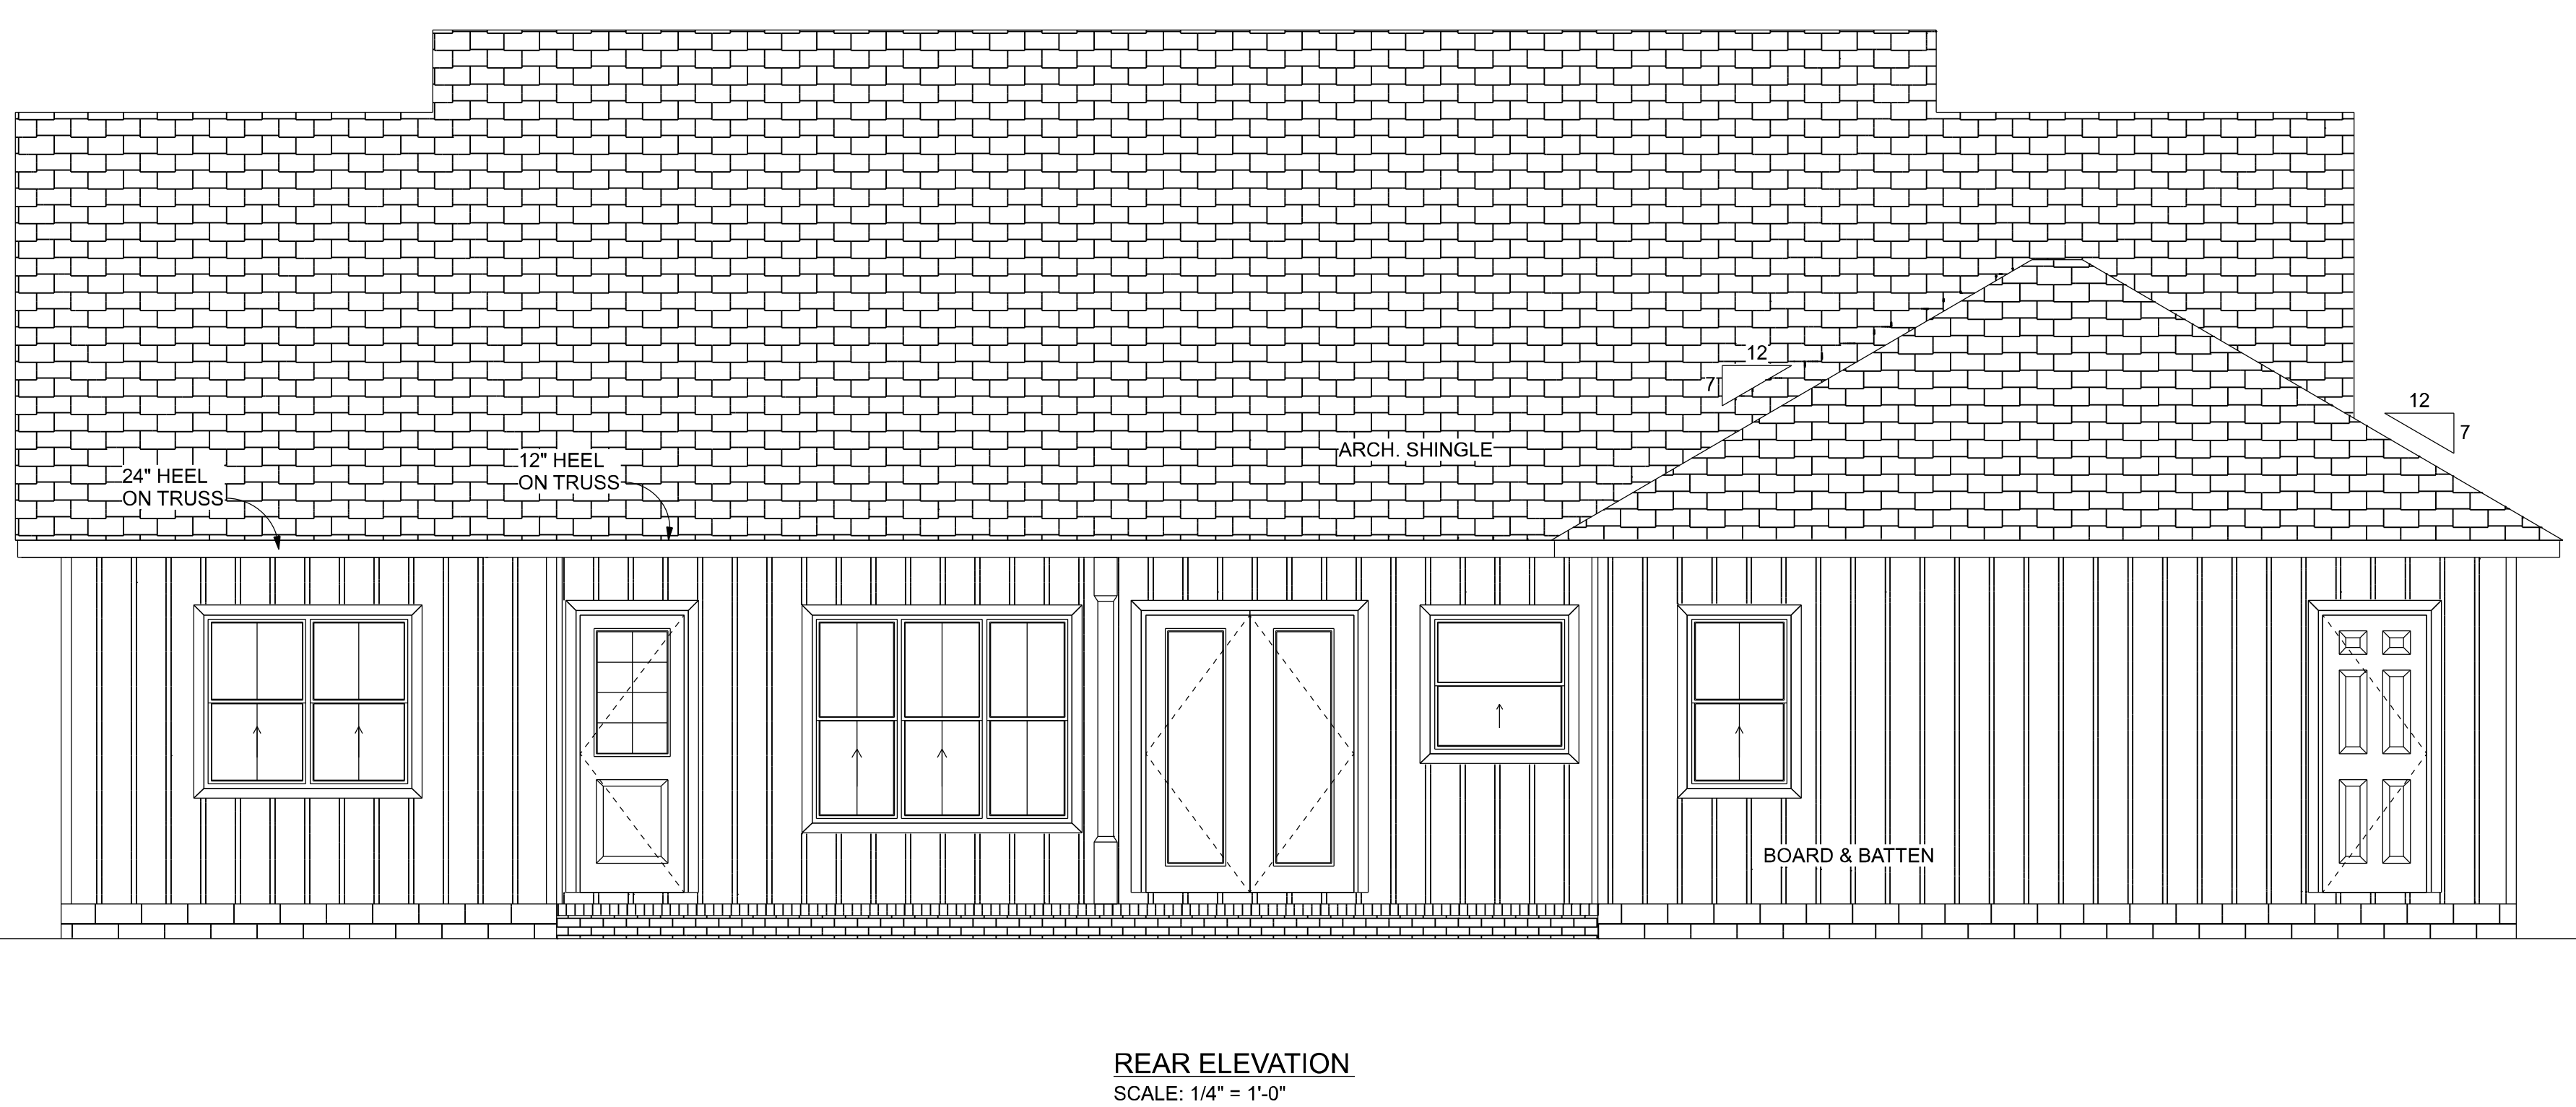 12
7
12
7
ARCH. SHINGLE
12" HEEL
ON TRUSS
24" HEEL
ON TRUSS
BOARD & BATTEN
REAR ELEVATION
SCALE: 1/4" = 1'-0"